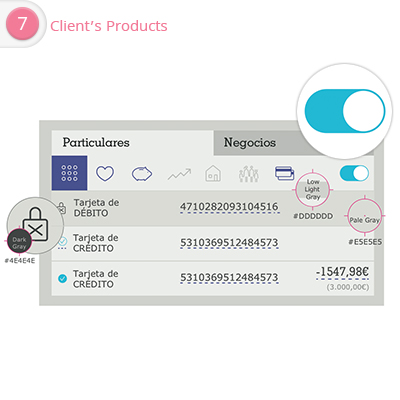 7 Client's Products
Particulares Negocios
Low
Light
Gray
#DDDDDD
Pale Gray
#E5E5E5
Dark
Gray
#4E4E4E
Tarjeta de
DÉBITO
4710282093104516
Tarjeta de
CRÉDITO
5310369512484573
Tarjeta de
CRÉDITO
5310369512484573
-1547,98€
(3.000,00€)